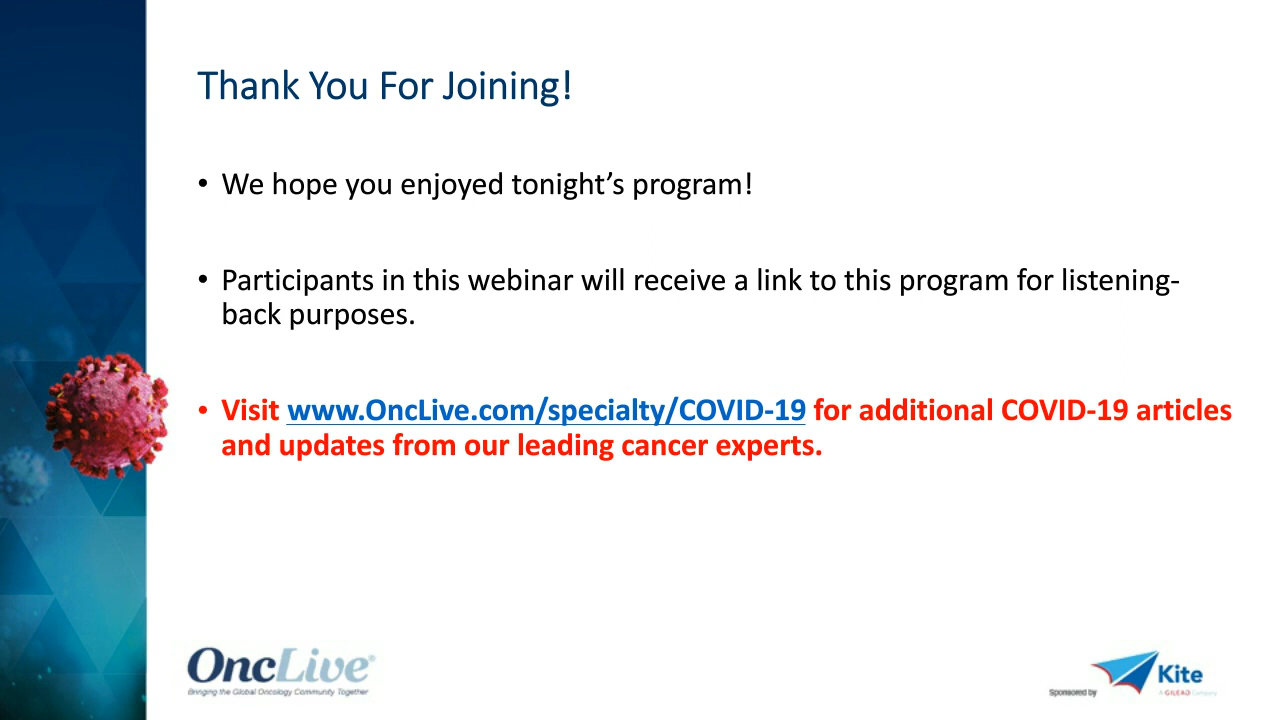 Thank You For Joining!
• We hope you enjoyed tonight’s program!
• Participants in this webinar will receive a link to this program for listening-
back purposes.
• Visit www.OncLive.com/specialty/COVID-19 for additional COVID-19 articles
and updates from our leading cancer experts.
OncLive®
Bringing the Global Oncology Community Together
Sponsored by
Kite
A GILEAD Company